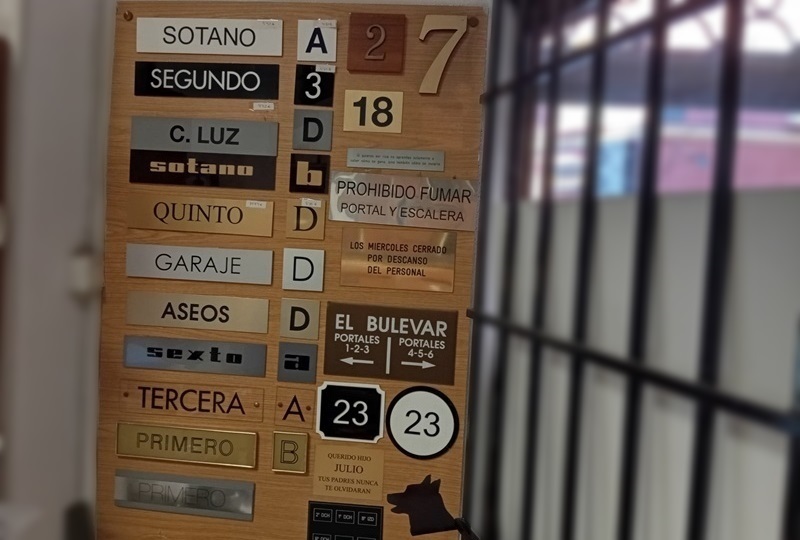 SOTANO A 2 7
SEGUNDO 3
18
C. LUZ D
sotano b
PROHIBIDO FUMAR
PORTAL Y ESCALERA
QUINTO D
LOS MIERCOLES CERRADO
POR DESCANSO
DEL PERSONAL
GARAJE D
ASEOS D
EL BULEVAR
PORTALES PORTALES
1-2-3 4-5-6
sexto a
TERCERA A
23 23
PRIMERO B
QUERIDO HIJO
JULIO
TUS PADRES NUNCA
TE OLVIDARAN
PRIMERO